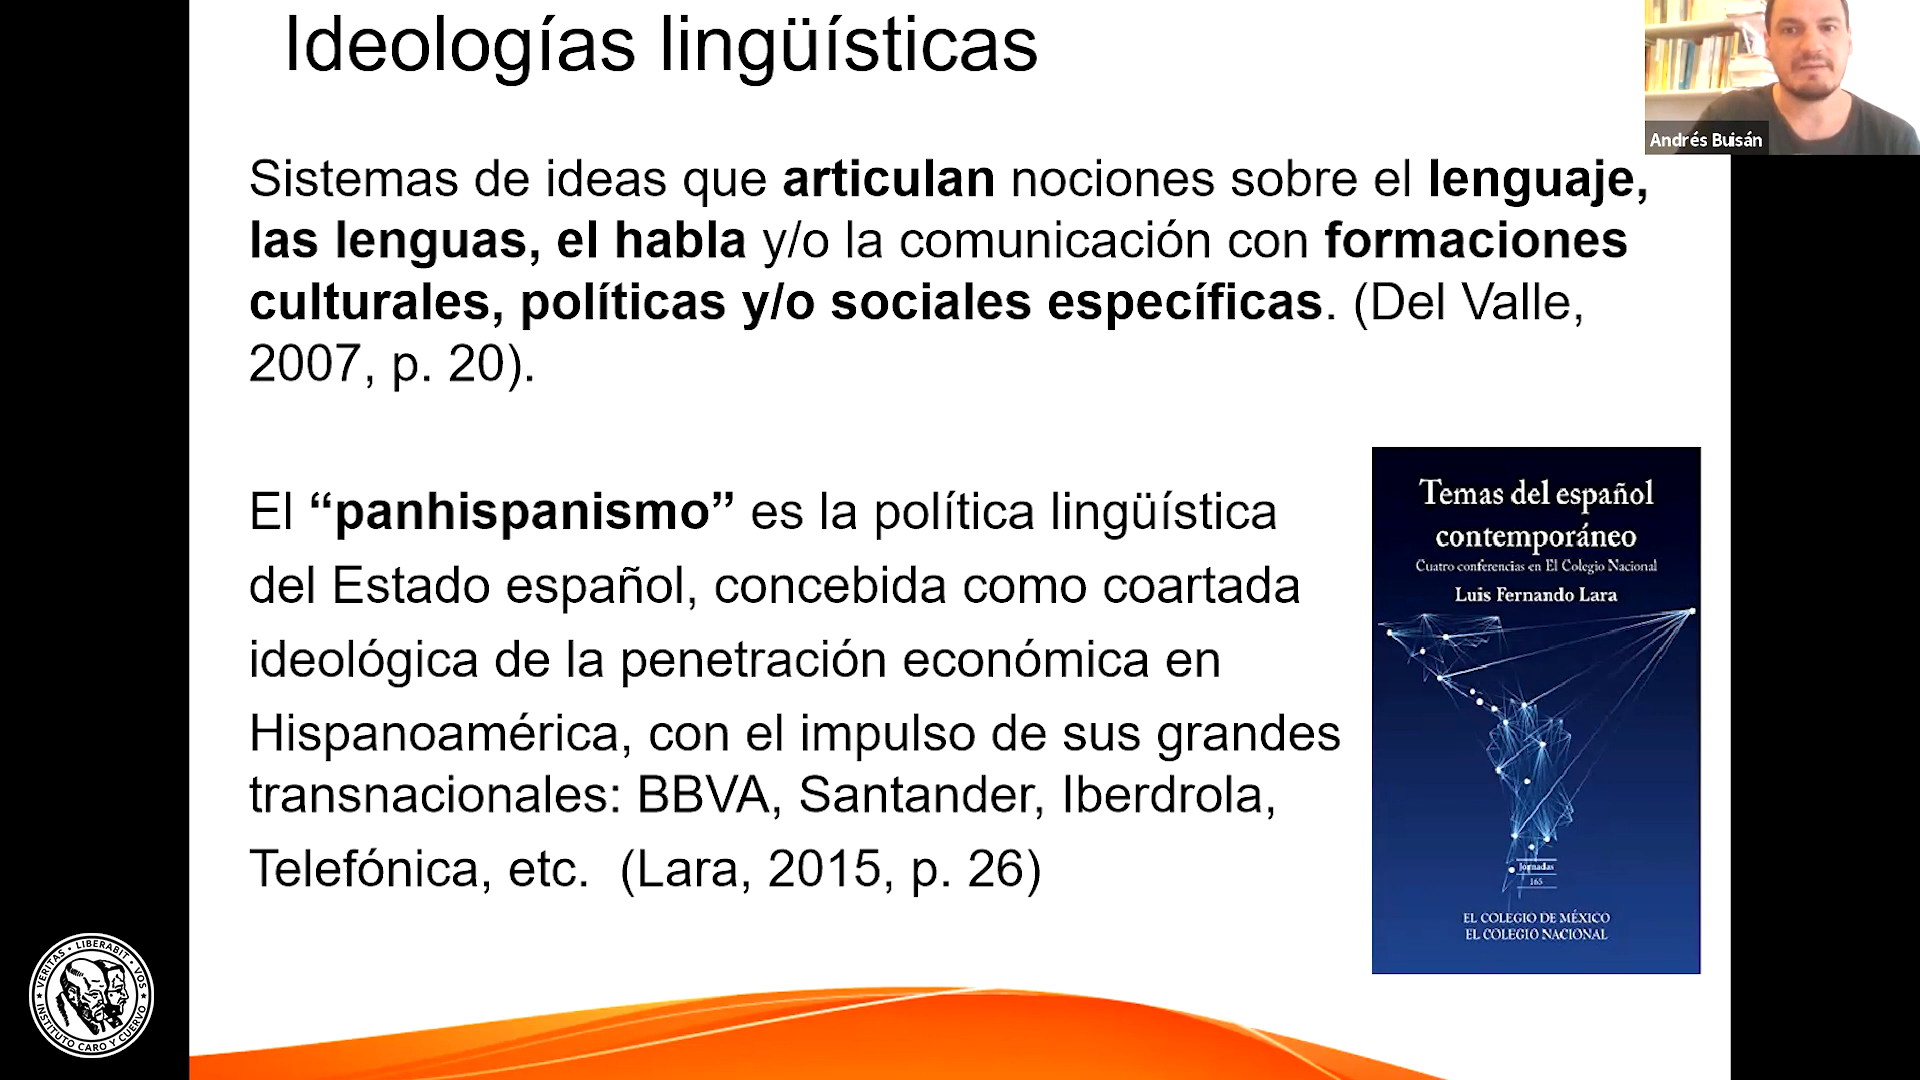 Ideologías lingüísticas
Andrés Buisán
Sistemas de ideas que articulan nociones sobre el lenguaje,
las lenguas, el habla y/o la comunicación con formaciones
culturales, políticas y/o sociales específicas. (Del Valle,
2007, p. 20).
El “panhispanismo” es la política lingüística
del Estado español, concebida como coartada
ideológica de la penetración económica en
Hispanoamérica, con el impulso de sus grandes
transnacionales: BBVA, Santander, Iberdrola,
Telefónica, etc. (Lara, 2015, p. 26)
Temas del español
contemporáneo
Cuatro conferencias en El Colegio Nacional
Luis Fernando Lara
Jornadas
165
EL COLEGIO DE MÉXICO
EL COLEGIO NACIONAL
VERITAS • LIBERABIT • VOS
INSTITUTO CARO Y CUERVO